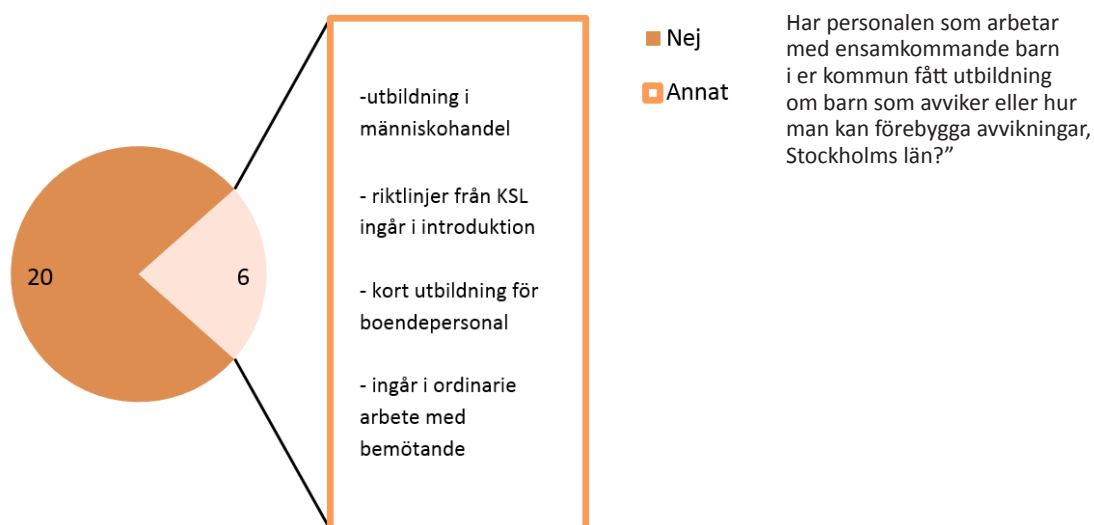 20
6
-utbildning i
människohandel
- riktlinjer från KSL
ingår i introduktion
- kort utbildning för
boendepersonal
- ingår i ordinarie
arbete med
bemötande
Nej
Annat
Har personalen som arbetar
med ensamkommande barn
i er kommun fått utbildning
om barn som avviker eller hur
man kan förebygga avvikningar,
Stockholms län?”